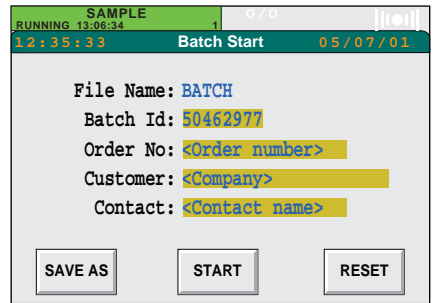 SAMPLE
RUNNING 13:06:34 1 0/0
12:35:33 Batch Start 05/07/01
File Name: BATCH
Batch Id: 50462977
Order No: <Order number>
Customer: <Company>
Contact: <Contact name>
SAVE AS START RESET